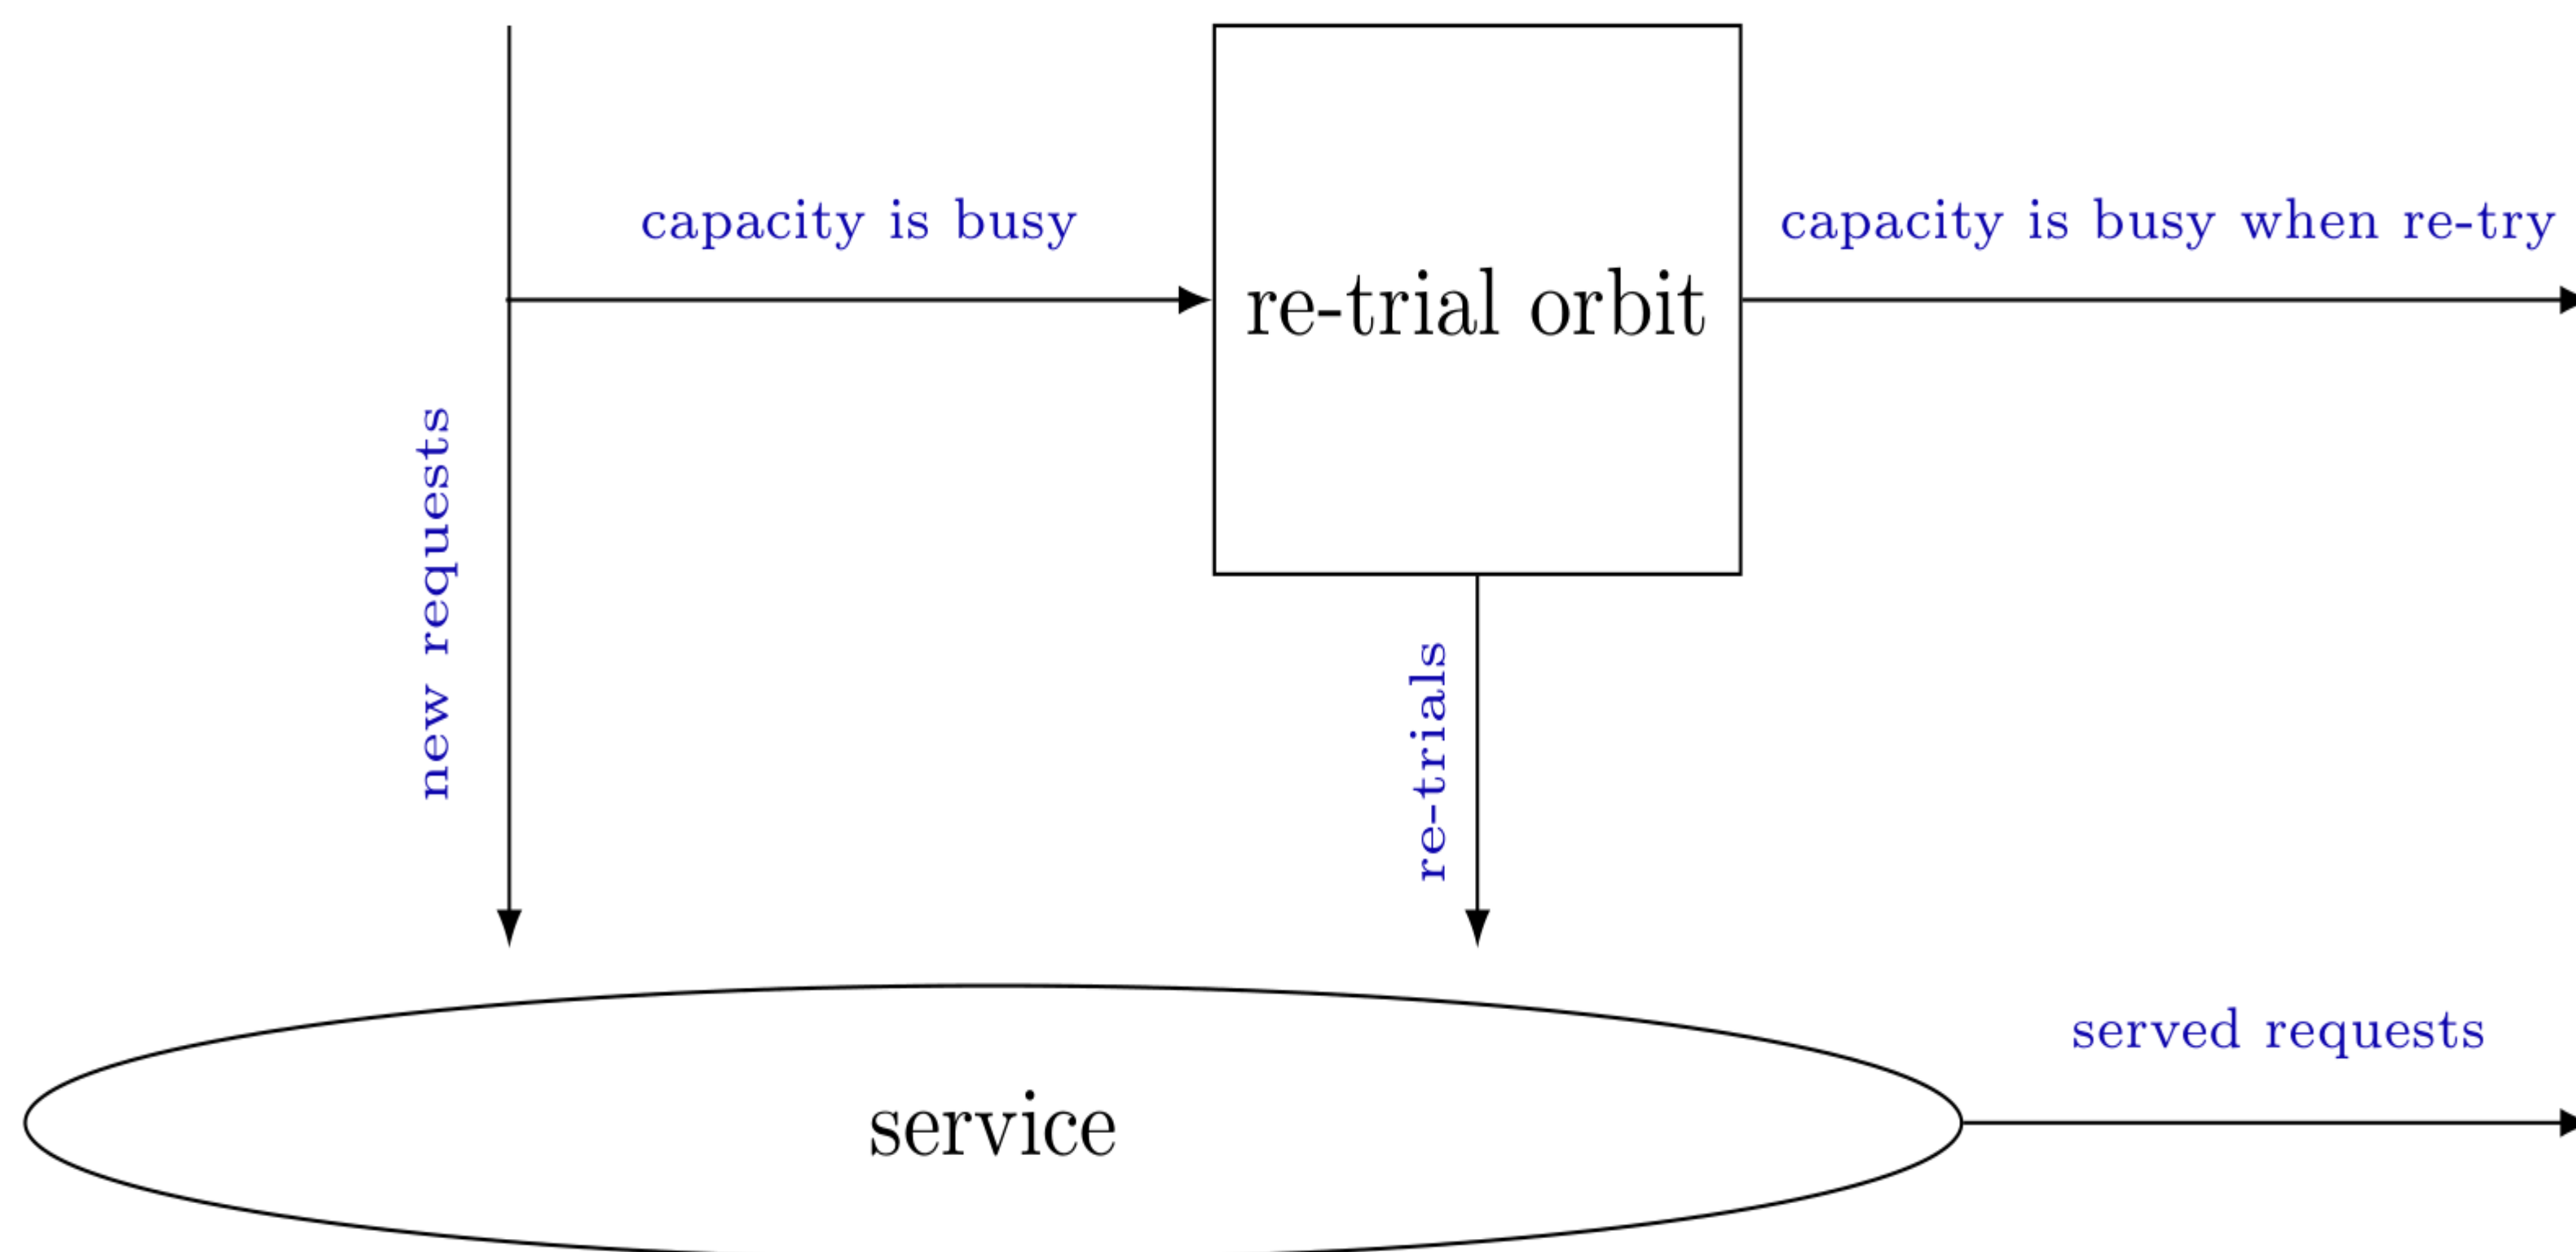 capacity is busy
capacity is busy when re-try
re-trial orbit
new requests
re-trials
served requests
service